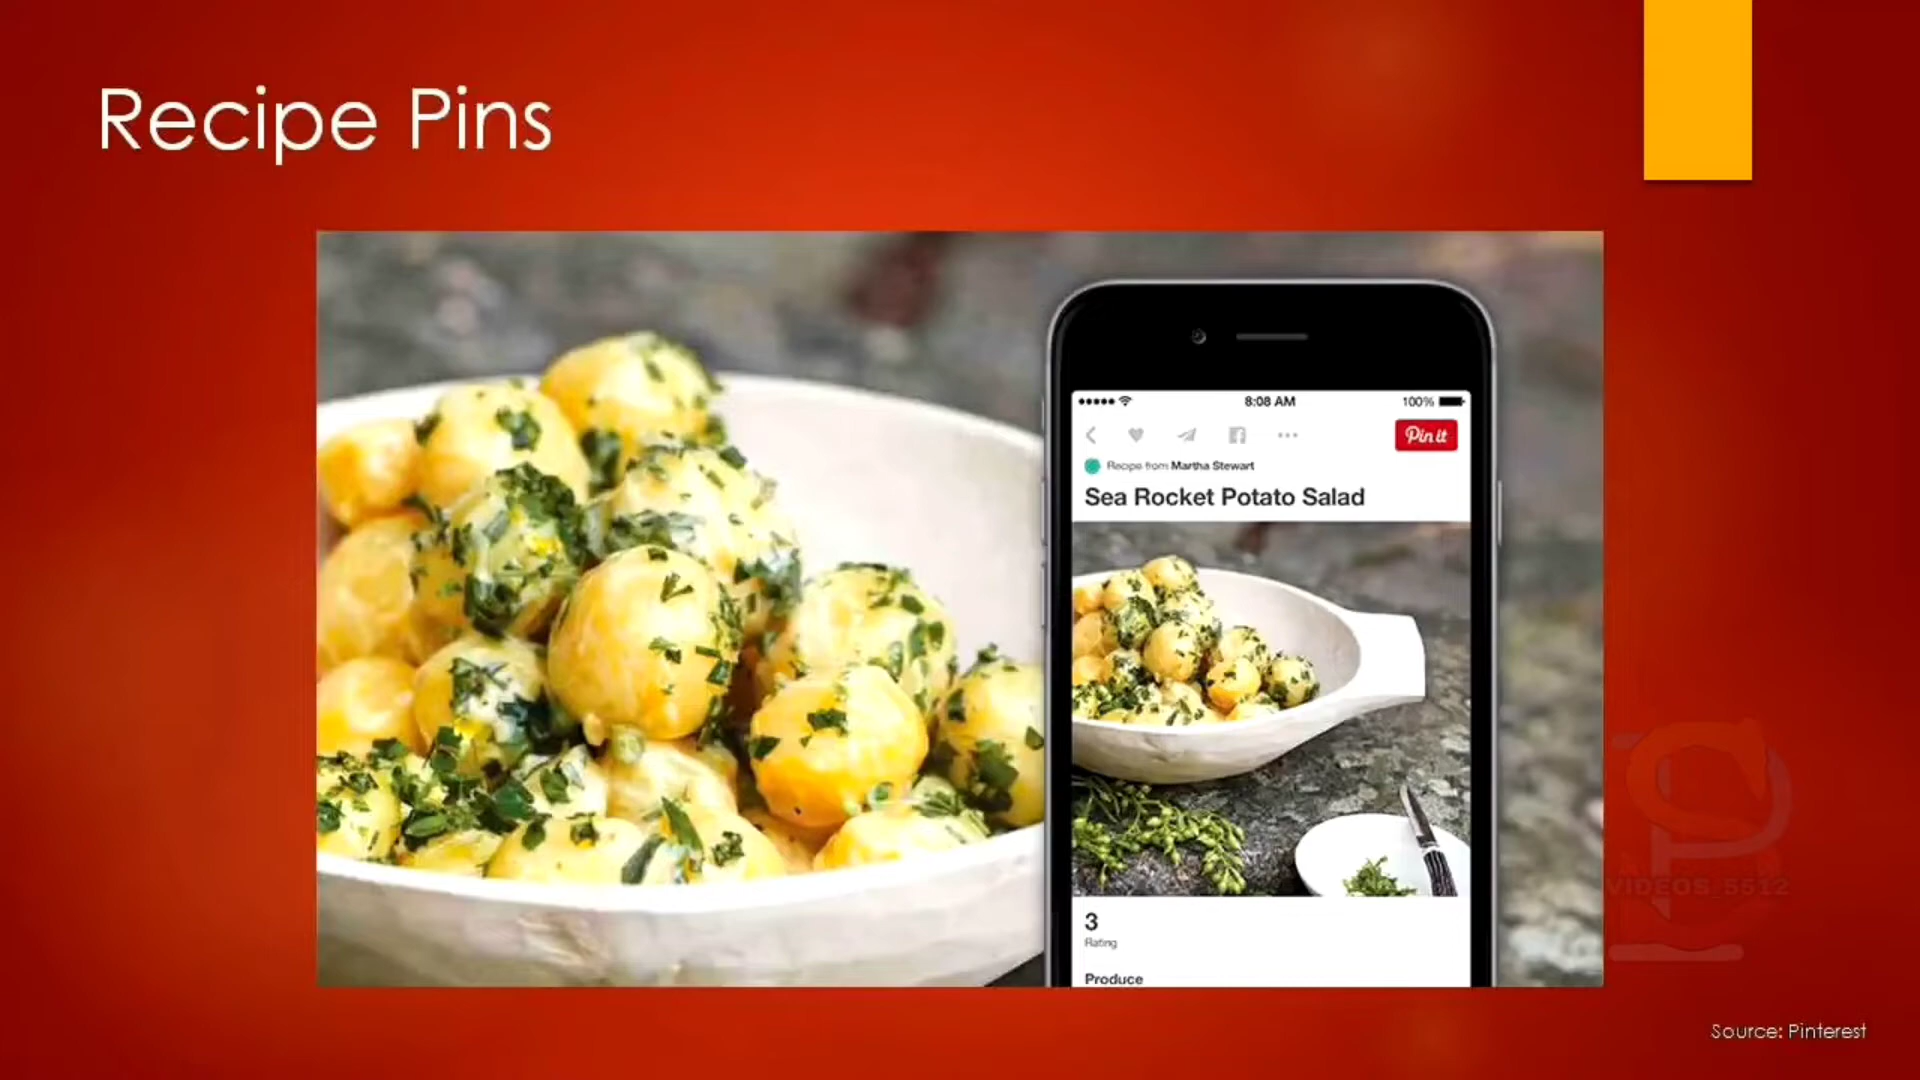 Recipe Pins
8:08 AM
100%
Pin it
Recipe from Martha Stewart
Sea Rocket Potato Salad
3
Rating
Produce
VIDEOS_5512
Source: Pinterest